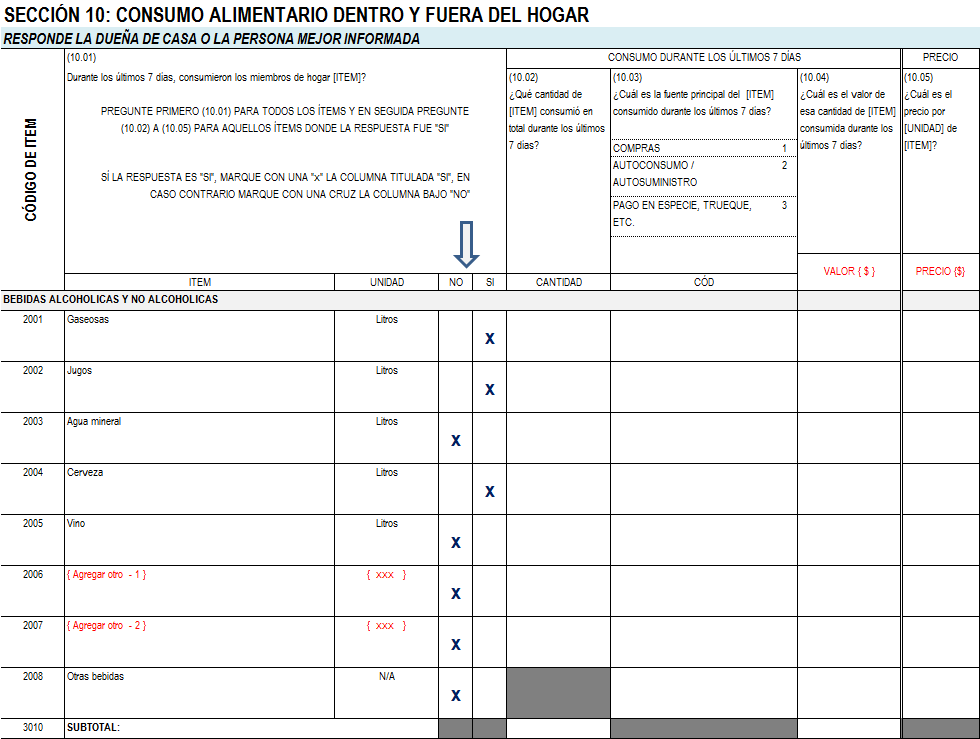 SECCIÓN 10: CONSUMO ALIMENTARIO DENTRO Y FUERA DEL HOGAR
RESPONDE LA DUEÑA DE CASA O LA PERSONA MEJOR INFORMADA
CÓDIGO DE ITEM
(10.01)
Durante los últimos 7 días, consumieron los miembros de hogar [ITEM]?
PREGUNTE PRIMERO (10.01) PARA TODOS LOS ÍTEMS Y EN SEGUIDA PREGUNTE
(10.02) A (10.05) PARA AQUELLOS ÍTEMS DONDE LA RESPUESTA FUE "SI"
SÍ LA RESPUESTA ES "SI", MARQUE CON UNA "x" LA COLUMNA TITULADA "SI", EN
CASO CONTRARIO MARQUE CON UNA CRUZ LA COLUMNA BAJO "NO"
CONSUMO DURANTE LOS ÚLTIMOS 7 DÍAS
PRECIO
(10.02)
¿Qué cantidad de
[ITEM] consumió en
total durante los últimos
7 días?
(10.03)
¿Cuál es la fuente principal del [ITEM]
consumido durante los últimos 7 días?
COMPRAS 1
AUTOCONSUMO / 2
AUTOSUMINISTRO
PAGO EN ESPECIE, TRUEQUE, 3
ETC.
(10.04)
¿Cuál es el valor de
esa cantidad de [ITEM]
consumida durante los
últimos 7 días?
(10.05)
¿Cuál es el
precio por
[UNIDAD] de
[ITEM]?
VALOR { $ } PRECIO {$}
ITEM UNIDAD NO SI CANTIDAD CÓD
BEBIDAS ALCOHOLICAS Y NO ALCOHOLICAS
2001 Gaseosas Litros
X
2002 Jugos Litros
X
2003 Agua mineral Litros
X
2004 Cerveza Litros
X
2005 Vino Litros
X
2006 { Agregar otro - 1 } { xxx }
X
2007 { Agregar otro - 2 } { xxx }
X
2008 Otras bebidas N/A
X
3010 SUBTOTAL: